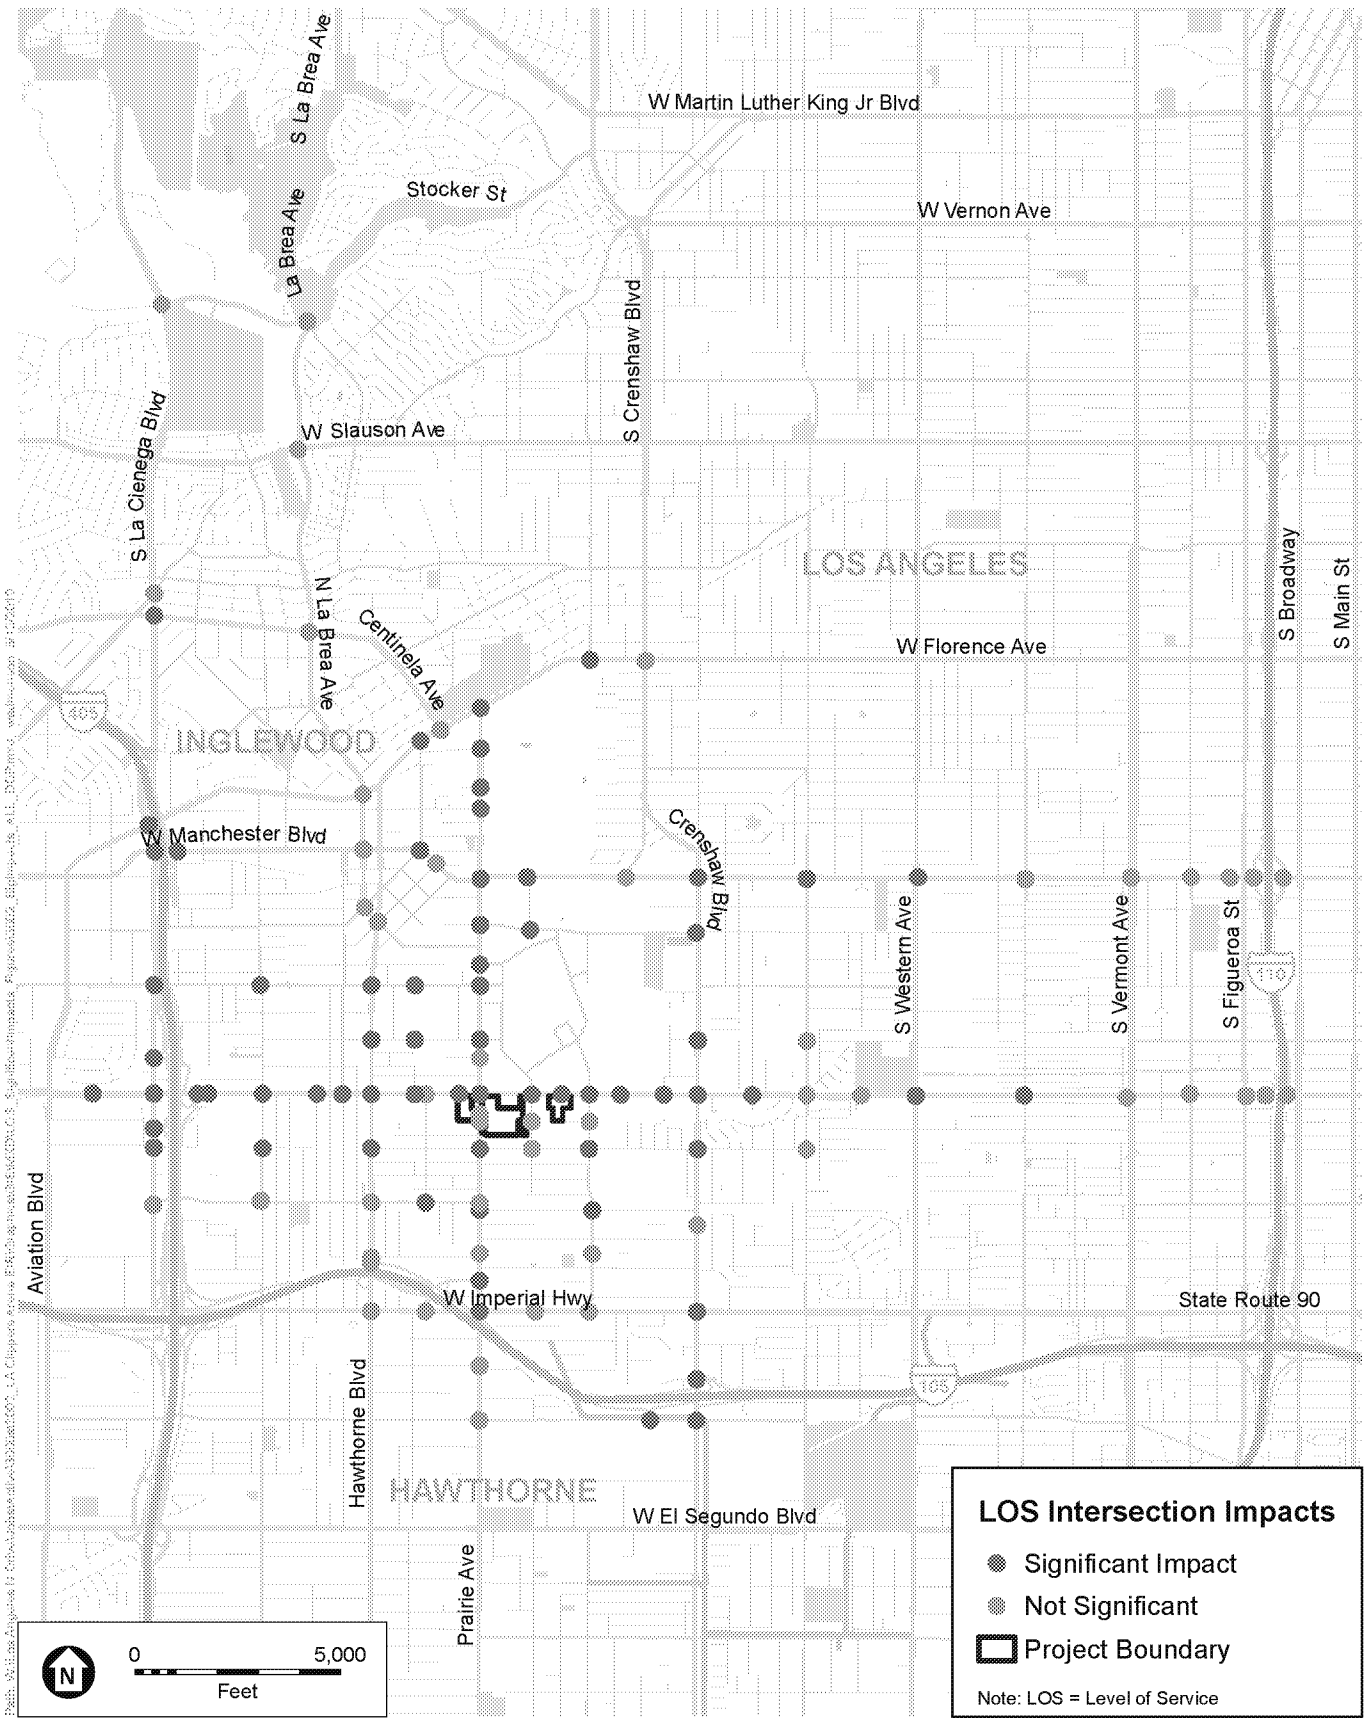 S La Brea Ave
W Martin Luther King Jr Blvd
Stocker St
La Brea Ave
W Vernon Ave
S Crenshaw Blvd
S La Cienega Blvd
W Slauson Ave
LOS ANGELES
S Broadway
S Main St
N La Brea Ave
Centinela Ave
W Florence Ave
405
INGLEWOOD
W Manchester Blvd
Crenshaw Blvd
S Western Ave
S Vermont Ave
S Figueroa St
110
Aviation Blvd
W Imperial Hwy
State Route 90
105
Hawthorne Blvd
HAWTHORNE
W El Segundo Blvd
Prairie Ave
LOS Intersection Impacts
Significant Impact
Not Significant
Project Boundary
Note: LOS = Level of Service
N
0 5,000
Feet